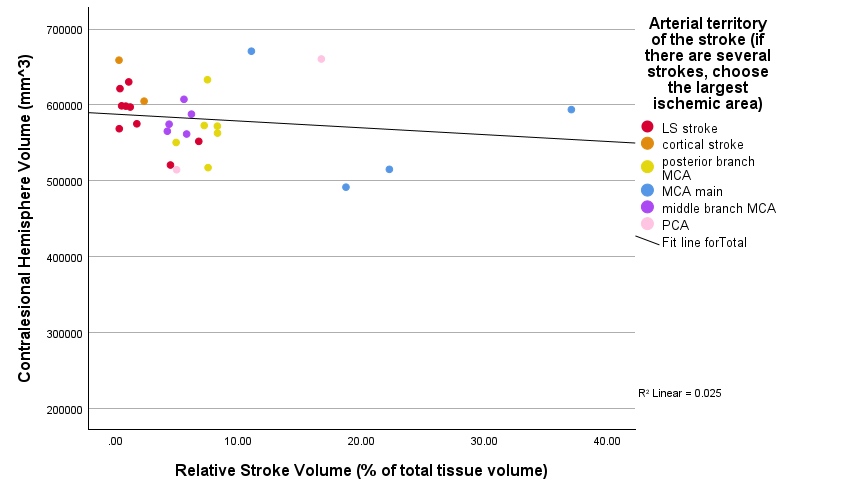 700000
600000
500000
400000
300000
200000
Contralesional Hemisphere Volume (mm^3)
.00
10.00
20.00
30.00
40.00
Relative Stroke Volume (% of total tissue volume)
Arterial territory
of the stroke (if
there are several
strokes, choose
the largest
ischemic area)
LS stroke
cortical stroke
posterior branch
MCA
MCA main
middle branch MCA
PCA
Fit line forTotal
R² Linear = 0.025